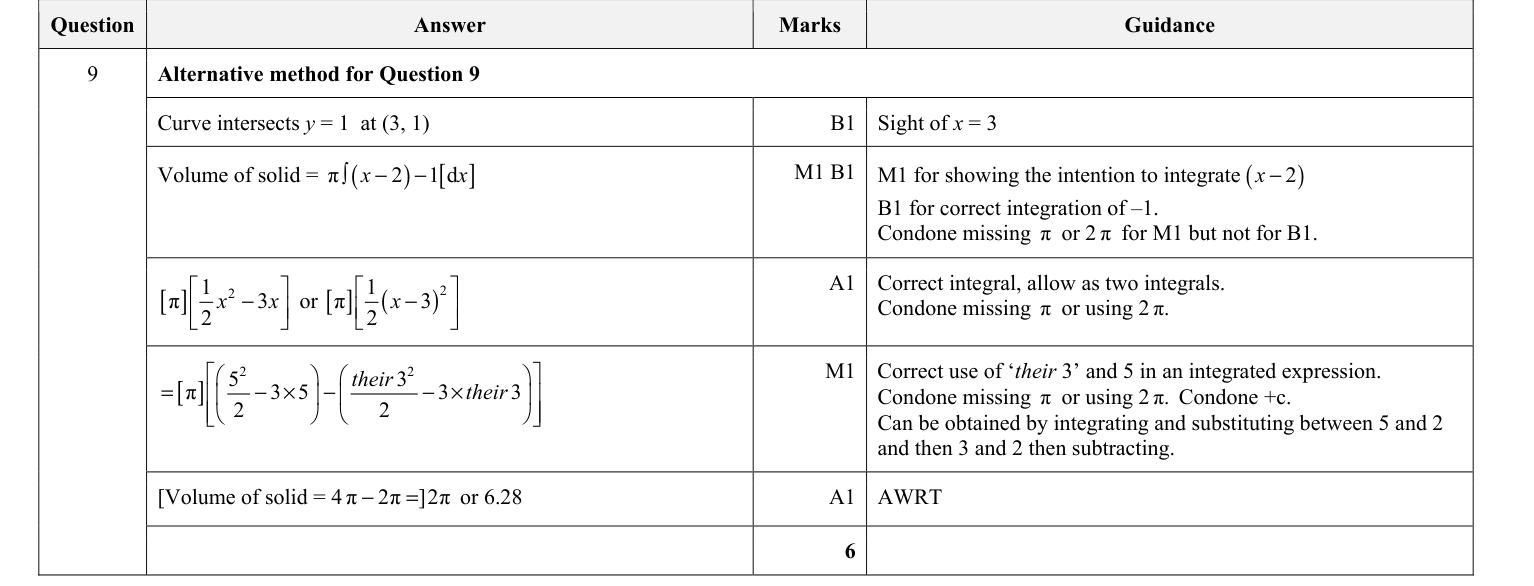 Question Answer Marks Guidance
9 Alternative method for Question 9
Curve intersects y = 1 at (3, 1) B1 Sight of x = 3
Volume of solid = π∫(x − 2) − 1[dx] M1 B1 M1 for showing the intention to integrate (x − 2)
B1 for correct integration of –1.
Condone missing π or 2π for M1 but not for B1.
[π][1/2 x² − 3x] or [π][1/2 (x − 3)²] A1 Correct integral, allow as two integrals.
Condone missing π or using 2π.
= [π][(5²/2 − 3×5) − (their 3²/2 − 3×their 3)] M1 Correct use of ‘their 3’ and 5 in an integrated expression.
Condone missing π or using 2π. Condone +c.
Can be obtained by integrating and substituting between 5 and 2
and then 3 and 2 then subtracting.
[Volume of solid = 4π − 2π =]2π or 6.28 A1 AWRT
6